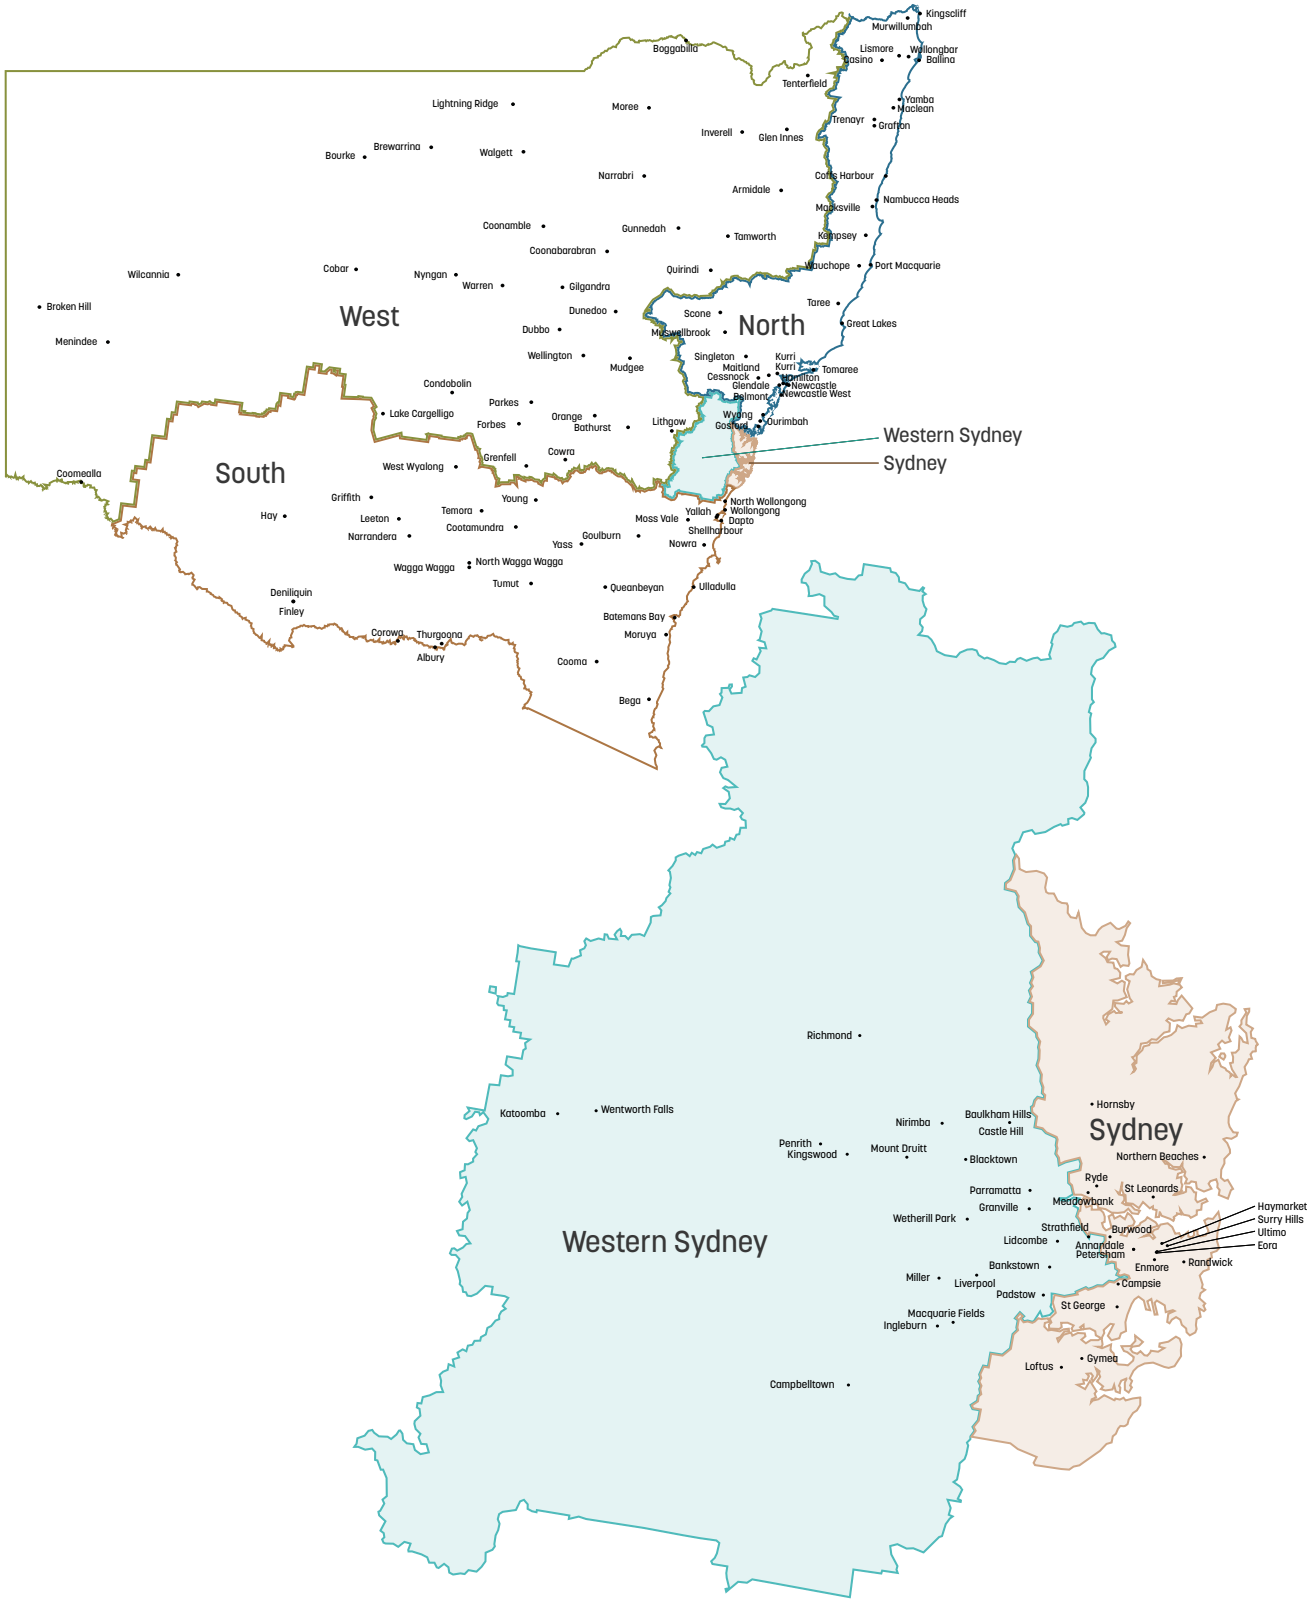 Kingscliff
Murwillumbah
Boggabilla
Lismore
Wollongbar
Casino
Ballina
Tenterfield
Lightning Ridge
Moree
Yamba
Maclean
Trenayr
Grafton
Inverell
Glen Innes
Brewarrina
Bourke
Walgett
Narrabri
Coffs Harbour
Armidale
Nambucca Heads
Macksville
Coonamble
Gunnedah
Tamworth
Kempsey
Coonabarabran
Wilcannia
Cobar
Nyngan
Quirindi
Wauchope
Port Macquarie
Warren
Gilgandra
Broken Hill
West
Dunedoo
Scone
Taree
North
Great Lakes
Menindee
Dubbo
Muswellbrook
Wellington
Mudgee
Singleton
Kurri
Kurri
Maitland
Tomaree
Cessnock
Hamilton
Condobolin
Glendale
Newcastle
Belmont
Newcastle West
Parkes
Lake Cargelligo
Orange
Wyong
Forbes
Bathurst
Lithgow
Gosford
Ourimbah
Western Sydney
Sydney
Cowra
Grenfell
West Wyalong
South
Coomealla
Griffith
Young
North Wollongong
Hay
Temora
Yallah
Wollongong
Leeton
Moss Vale
Dapto
Cootamundra
Shellharbour
Narrandera
Goulburn
Yass
Nowra
North Wagga Wagga
Wagga Wagga
Tumut
Queanbeyan
Ulladulla
Deniliquin
Finley
Batemans Bay
Corowa
Thurgoona
Moruya
Albury
Cooma
Bega
Richmond
Katoomba
Wentworth Falls
Hornsby
Nirimba
Baulkham Hills
Castle Hill
Sydney
Penrith
Kingswood
Mount Druitt
Blacktown
Northern Beaches
Ryde
Parramatta
St Leonards
Meadowbank
Granville
Haymarket
Wetherill Park
Surry Hills
Strathfield
Burwood
Ultimo
Western Sydney
Lidcombe
Annandale
Eora
Petersham
Randwick
Bankstown
Enmore
Miller
Liverpool
Campsie
Padstow
St George
Macquarie Fields
Ingleburn
Gymea
Loftus
Campbelltown